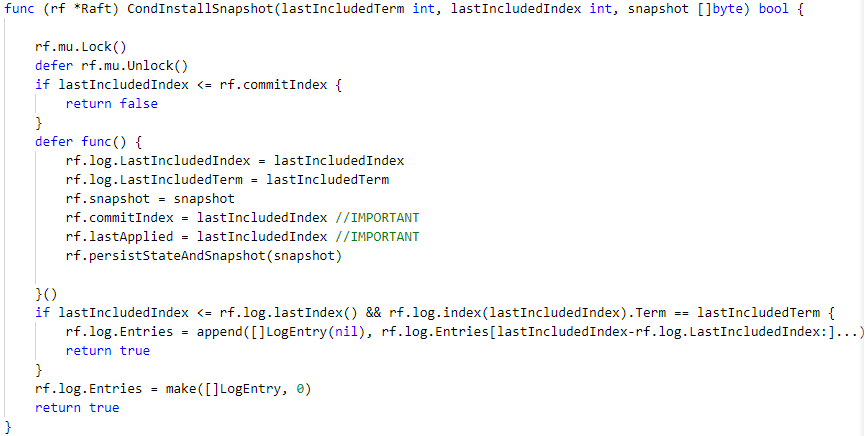 func (rf *Raft) CondInstallSnapshot(lastIncludedTerm int, lastIncludedIndex int, snapshot []byte) bool {
rf.mu.Lock()
defer rf.mu.Unlock()
if lastIncludedIndex <= rf.commitIndex {
return false
}
defer func() {
rf.log.LastIncludedIndex = lastIncludedIndex
rf.log.LastIncludedTerm = lastIncludedTerm
rf.snapshot = snapshot
rf.commitIndex = lastIncludedIndex //IMPORTANT
rf.lastApplied = lastIncludedIndex //IMPORTANT
rf.persistStateAndSnapshot(snapshot)
}()
if lastIncludedIndex <= rf.log.lastIndex() && rf.log.index(lastIncludedIndex).Term == lastIncludedTerm {
rf.log.Entries = append([]LogEntry(nil), rf.log.Entries[lastIncludedIndex-rf.log.LastIncludedIndex:]...)
return true
}
rf.log.Entries = make([]LogEntry, 0)
return true
}